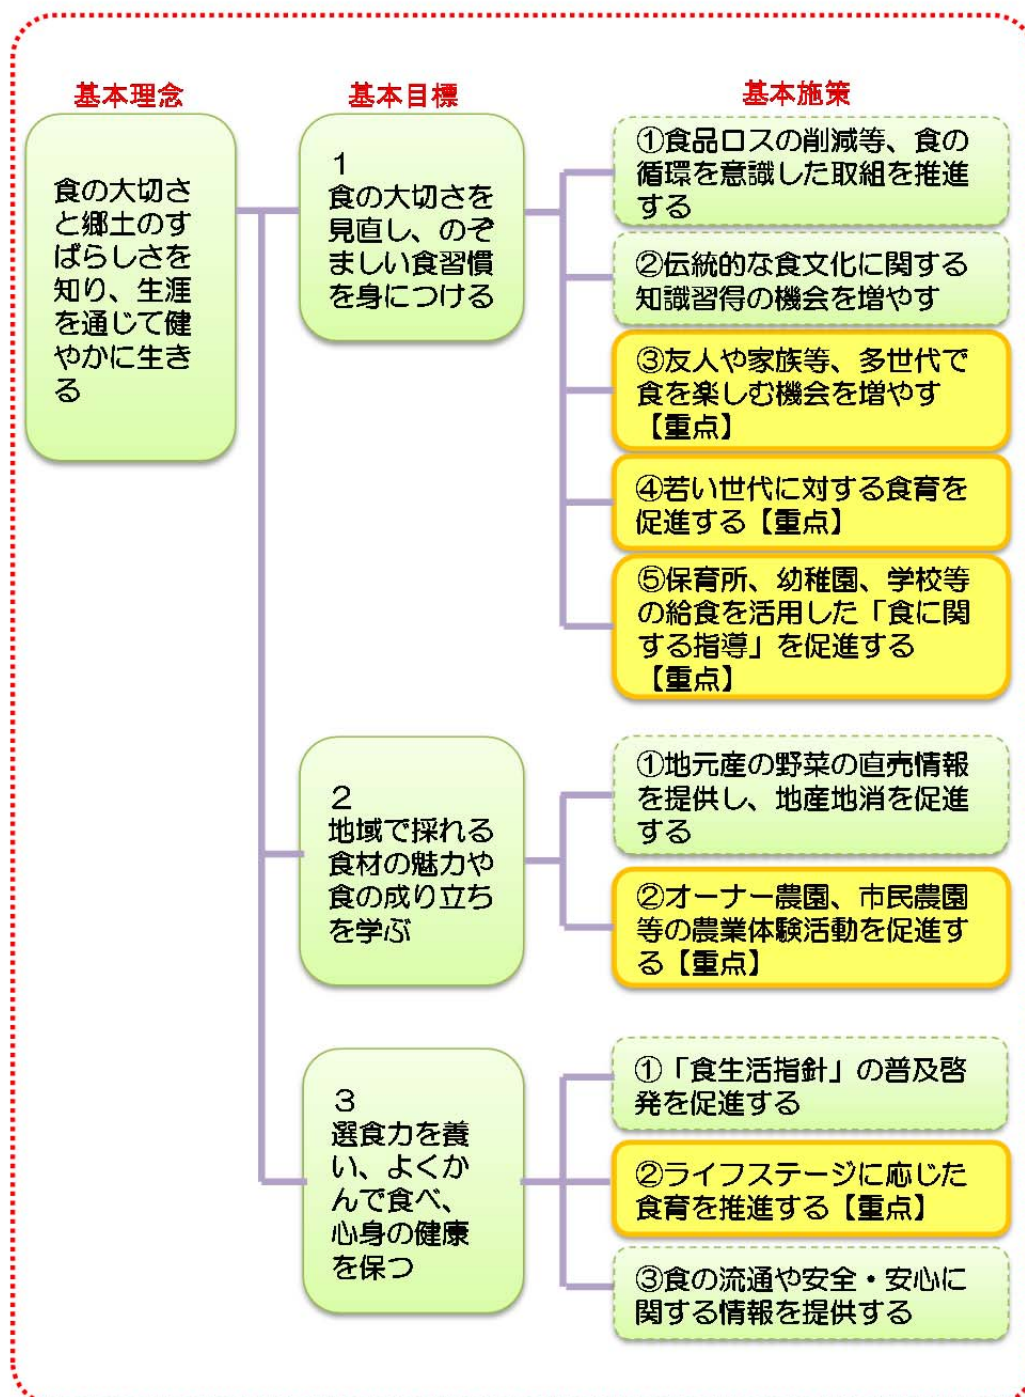 基本理念
食の大切さ
と郷土のす
ばらしさを
知り、生涯
を通じて健
やかに生き
る
基本目標
1
食の大切さを
見直し、のぞ
ましい食習慣
を身につける
基本施策
①食品ロスの削減等、食の
循環を意識した取組を推進
する
②伝統的な食文化に関する
知識習得の機会を増やす
③友人や家族等、多世代で
食を楽しむ機会を増やす
【重点】
④若い世代に対する食育を
促進する【重点】
⑤保育所、幼稚園、学校等
の給食を活用した「食に関
する指導」を促進する
【重点】
2
地域で採れる
食材の魅力や
食の成り立ち
を学ぶ
①地元産の野菜の直売情報
を提供し、地産地消を促進
する
②オーナー農園、市民農園
等の農業体験活動を促進す
る【重点】
3
選食力を養
い、よくか
んで食べ、
心身の健康
を保つ
①「食生活指針」の普及啓
発を促進する
②ライフステージに応じた
食育を推進する【重点】
③食の流通や安全・安心に
関する情報を提供する